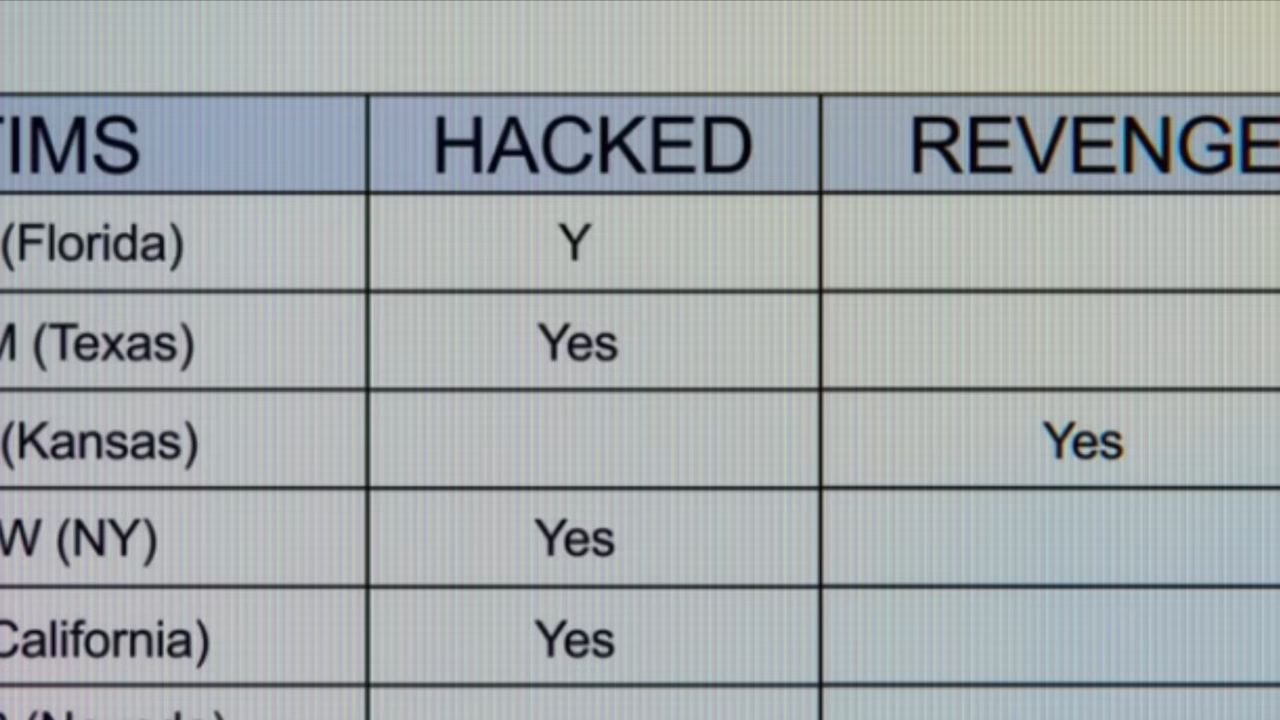 TIMS HACKED REVENGE
(Florida) Y
M (Texas) Yes
(Kansas) Yes
W (NY) Yes
California) Yes